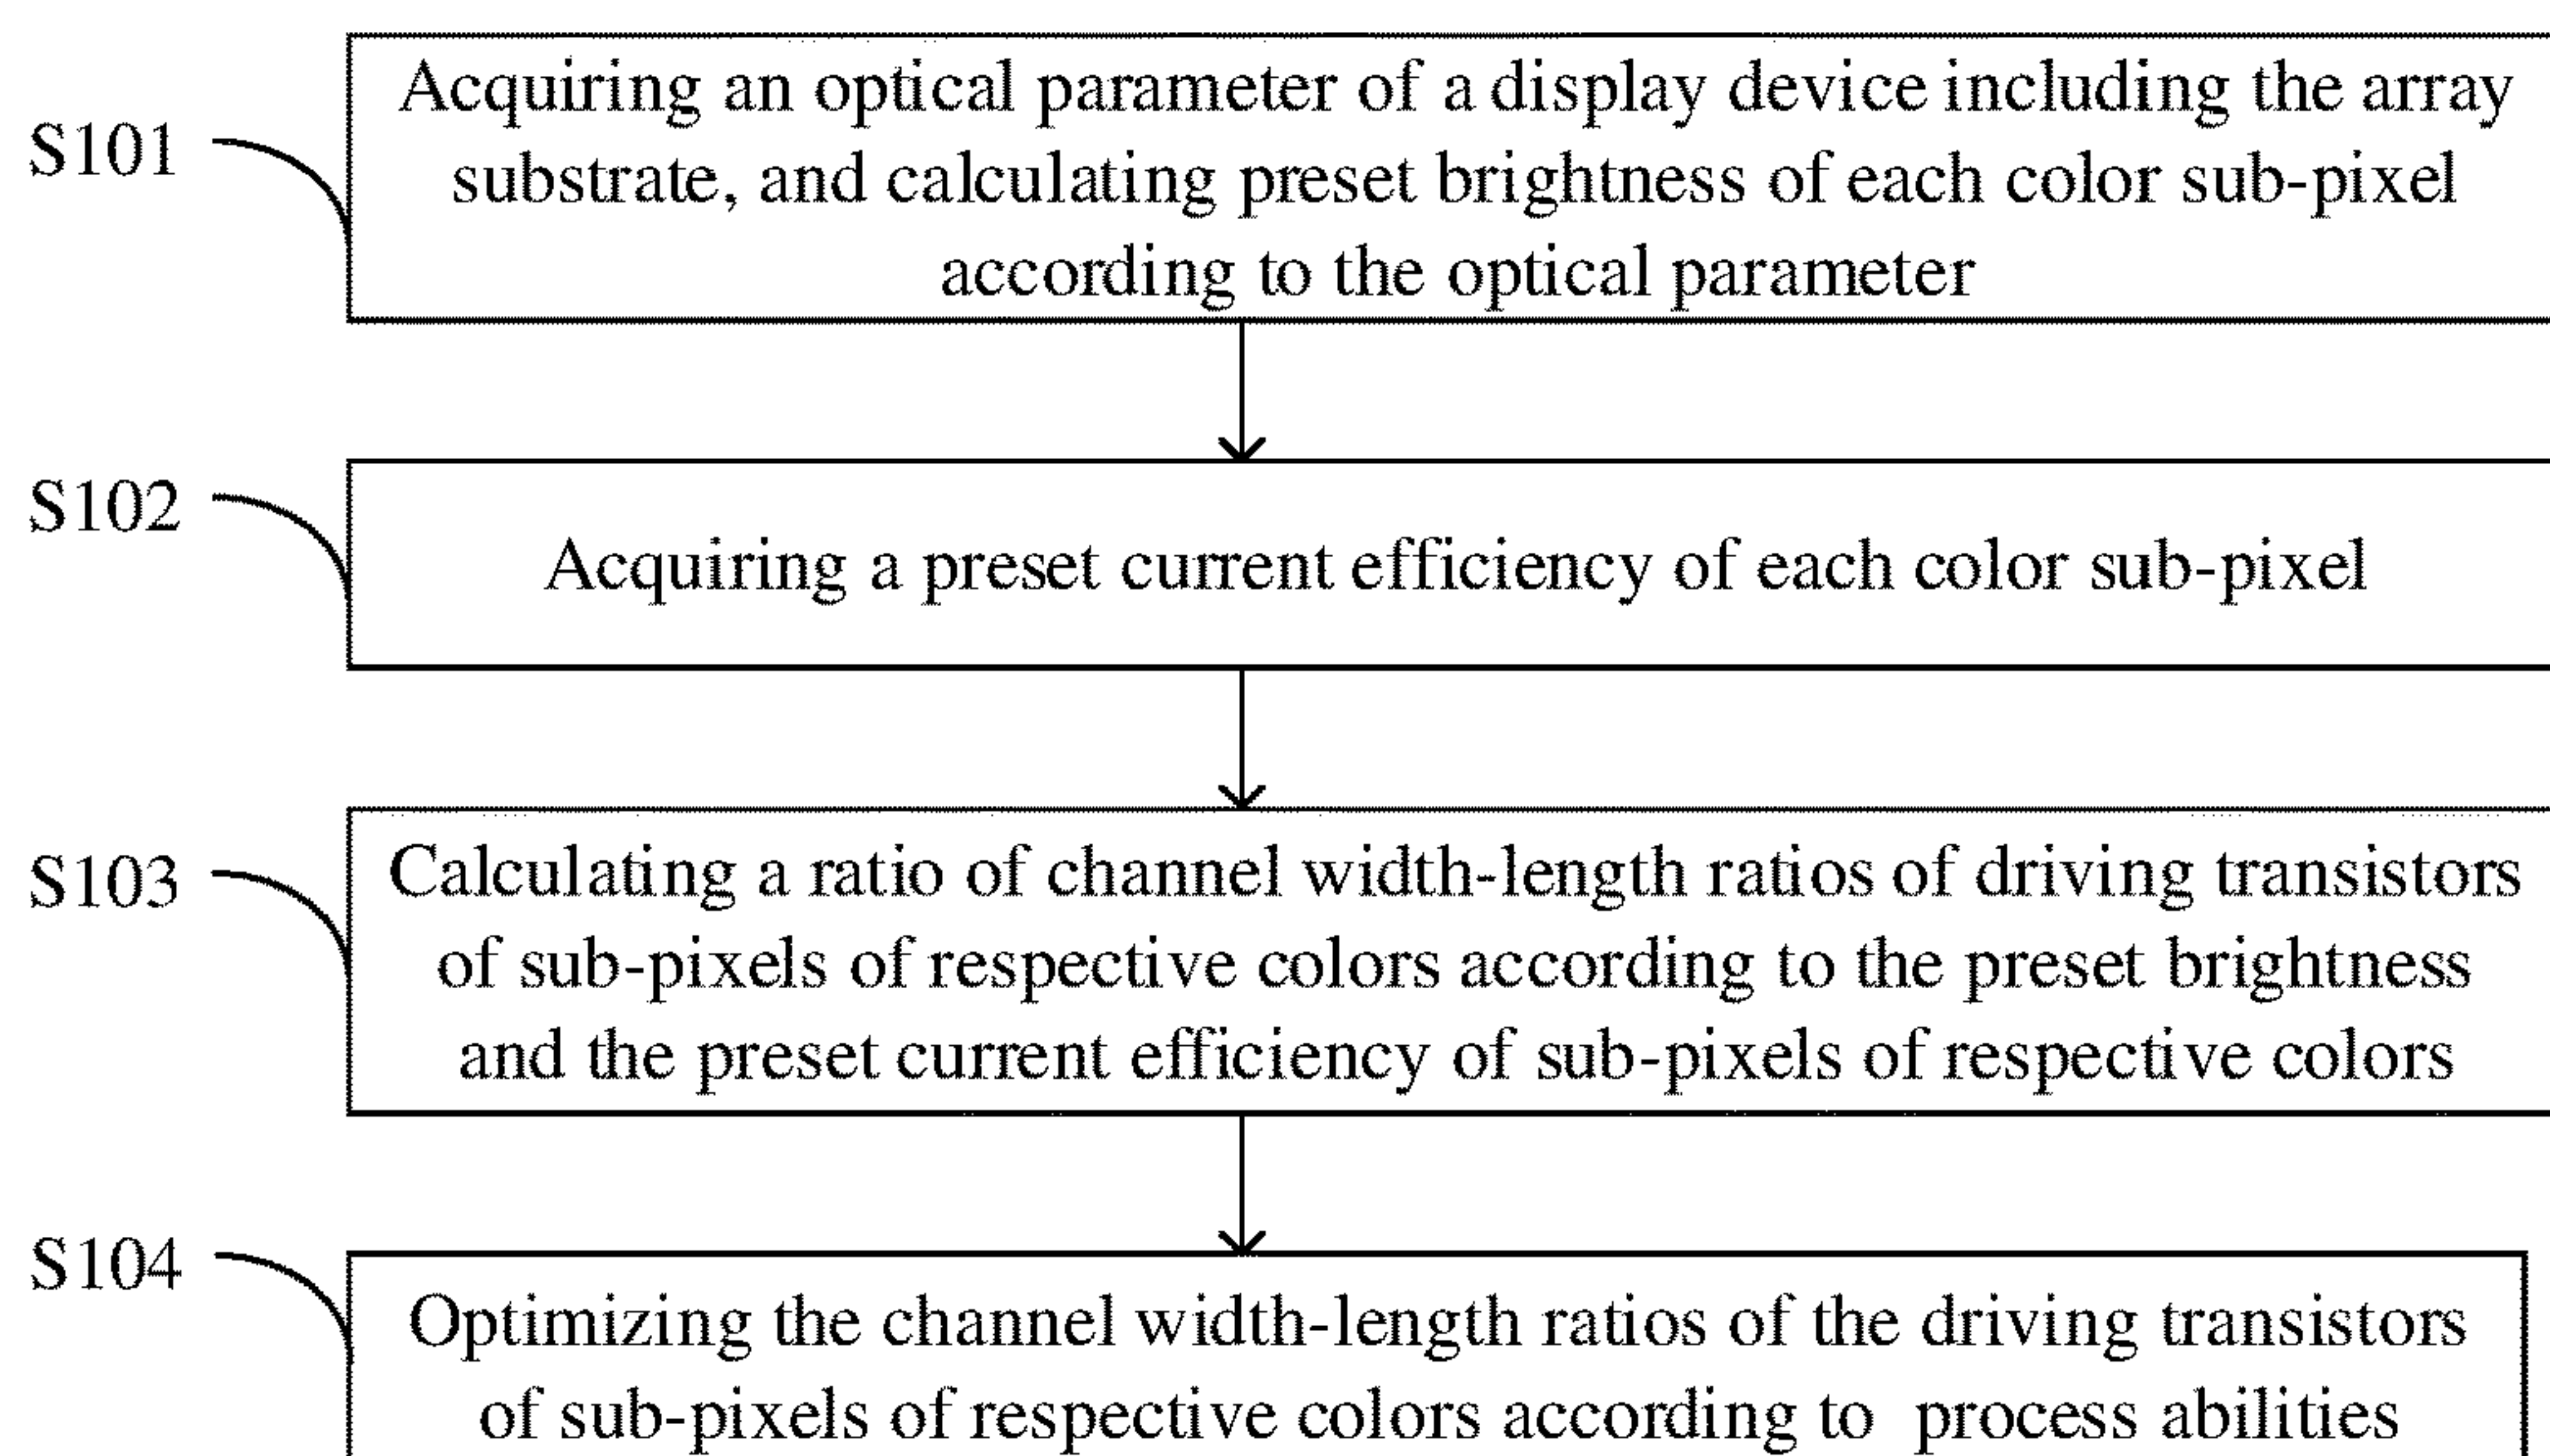 S101
Acquiring an optical parameter of a display device including the array
substrate, and calculating preset brightness of each color sub-pixel
according to the optical parameter
S102
Acquiring a preset current efficiency of each color sub-pixel
S103
Calculating a ratio of channel width-length ratios of driving transistors
of sub-pixels of respective colors according to the preset brightness
and the preset current efficiency of sub-pixels of respective colors
S104
Optimizing the channel width-length ratios of the driving transistors
of sub-pixels of respective colors according to process abilities